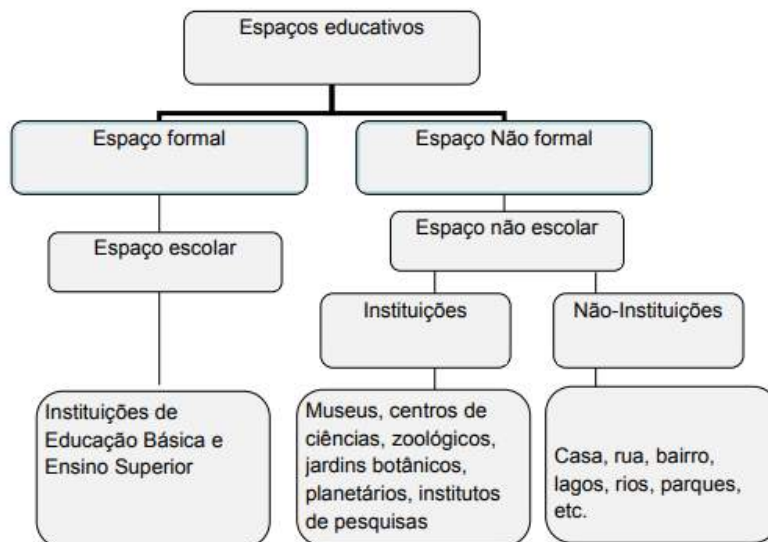 Espaços educativos
Espaço formal
Espaço Não formal
Espaço escolar
Espaço não escolar
Instituições
Não-Instituições
Instituições de
Educação Básica e
Ensino Superior
Museus, centros de
ciências, zoológicos,
jardins botânicos,
planetários, institutos
de pesquisas
Casa, rua, bairro,
lagos, rios, parques,
etc.